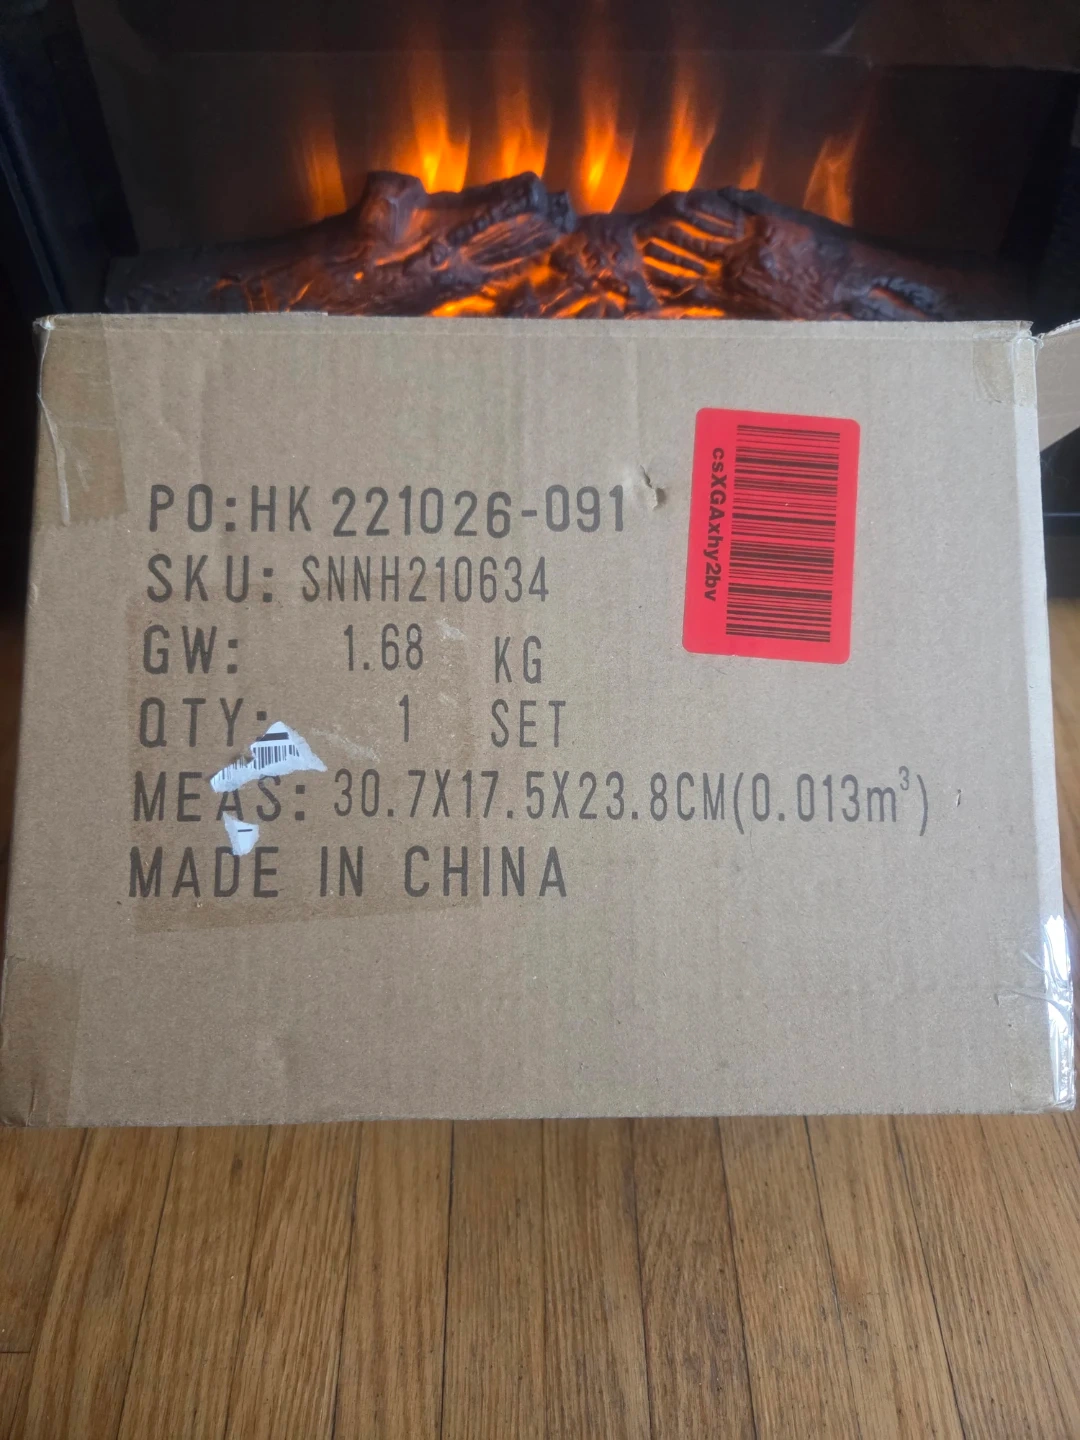 PO:HK 221026-091
SKU: SNNH210634
GW: 1.68 KG
QTY: 1 SET
MEAS: 30.7X17.5X23.8CM(0.013m³)
MADE IN CHINA
csXGAxhy2bv